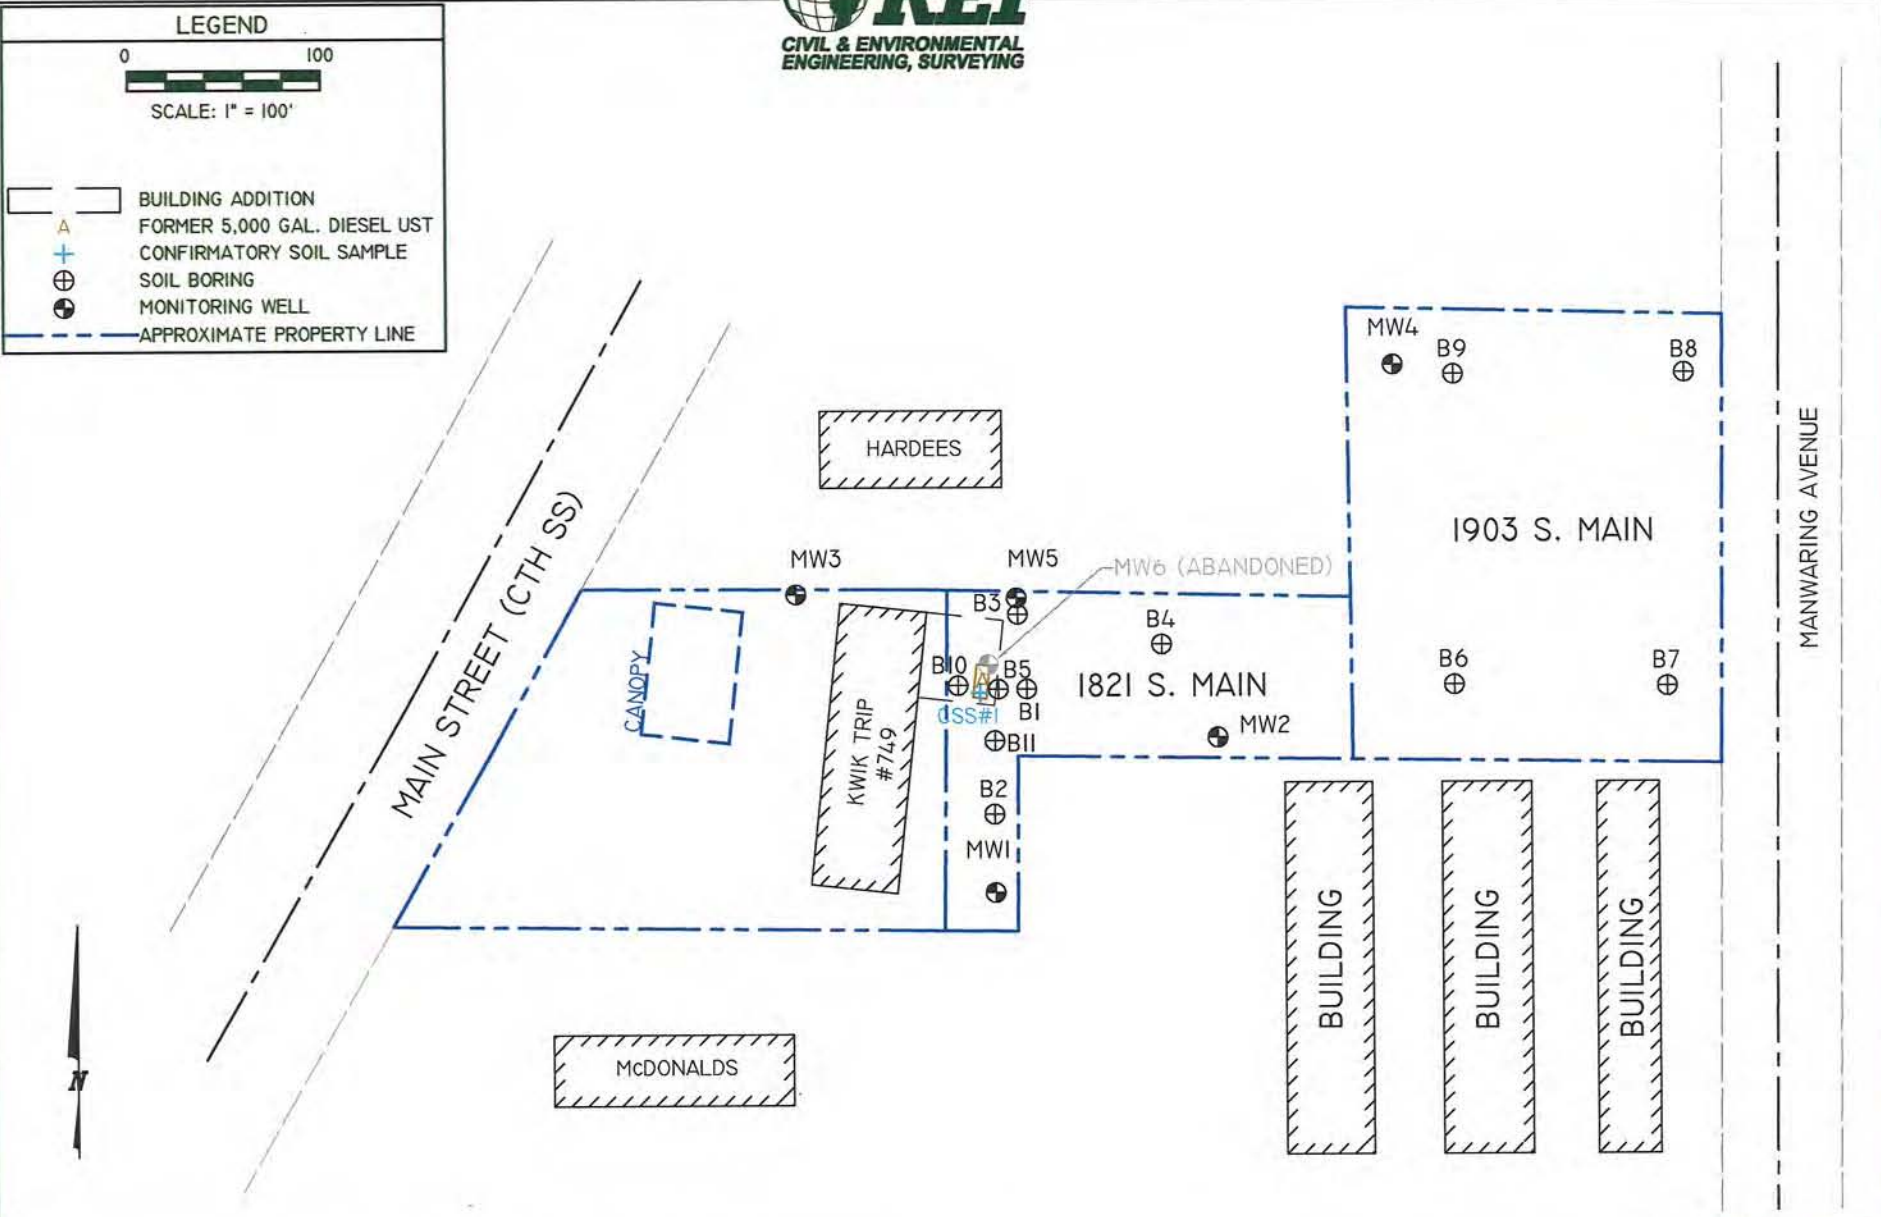 LEGEND
0 100
SCALE: 1" = 100'
BUILDING ADDITION
A FORMER 5,000 GAL. DIESEL UST
CONFIRMATORY SOIL SAMPLE
SOIL BORING
MONITORING WELL
APPROXIMATE PROPERTY LINE
REI
CIVIL & ENVIRONMENTAL
ENGINEERING, SURVEYING
MW4
B9
B8
HARDEES
1903 S. MAIN
MANWARING AVENUE
MAIN STREET (CTH SS)
MW3
MW5
MW6 (ABANDONED)
B3
B4
B10
A
B5
B6
B7
1821 S. MAIN
CANOPY
CSS#1
B1
MW2
B11
KWIK TRIP
#749
B2
MW1
BUILDING
BUILDING
BUILDING
McDONALDS
N